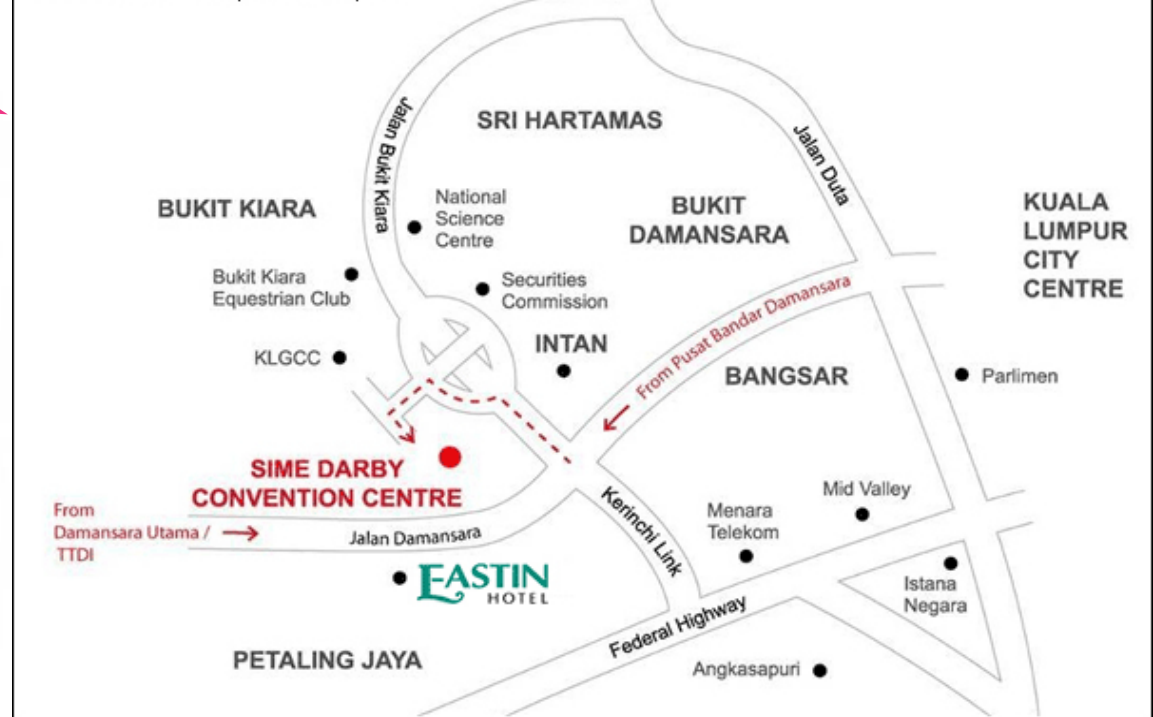 SRI HARTAMAS
Jalan Bukit Kiara
Jalan Duta
BUKIT KIARA
National
Science
Centre
BUKIT
DAMANSARA
KUALA
LUMPUR
CITY
CENTRE
Bukit Kiara
Equestrian Club
Securities
Commission
From Pusat Bandar Damansara
INTAN
KLGCC
BANGSAR
Parlimen
SIME DARBY
CONVENTION CENTRE
From
Damansara Utama /
TTDI
Jalan Damansara
Kerinchi Link
Mid Valley
Menara
Telekom
EASTIN
HOTEL
Istana
Negara
Federal Highway
PETALING JAYA
Angkasapuri